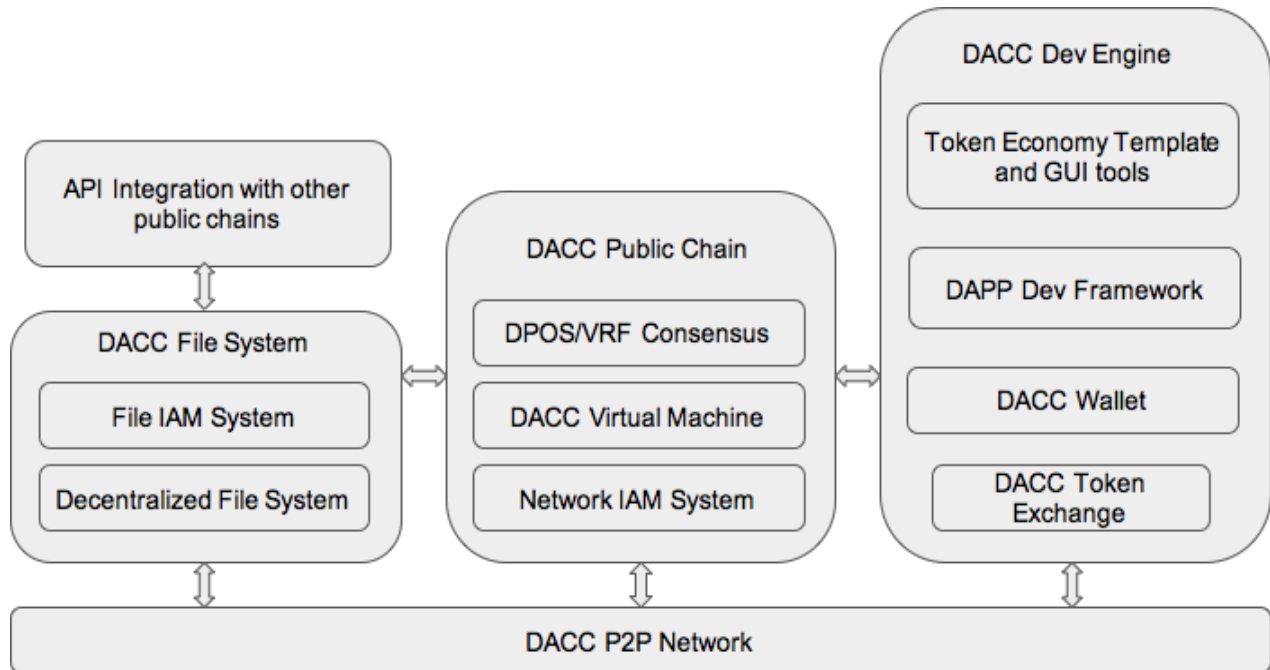 API Integration with other
public chains
DACC File System
File IAM System
Decentralized File System
DACC Public Chain
DPOS/VRF Consensus
DACC Virtual Machine
Network IAM System
DACC Dev Engine
Token Economy Template
and GUI tools
DAPP Dev Framework
DACC Wallet
DACC Token
Exchange
DACC P2P Network